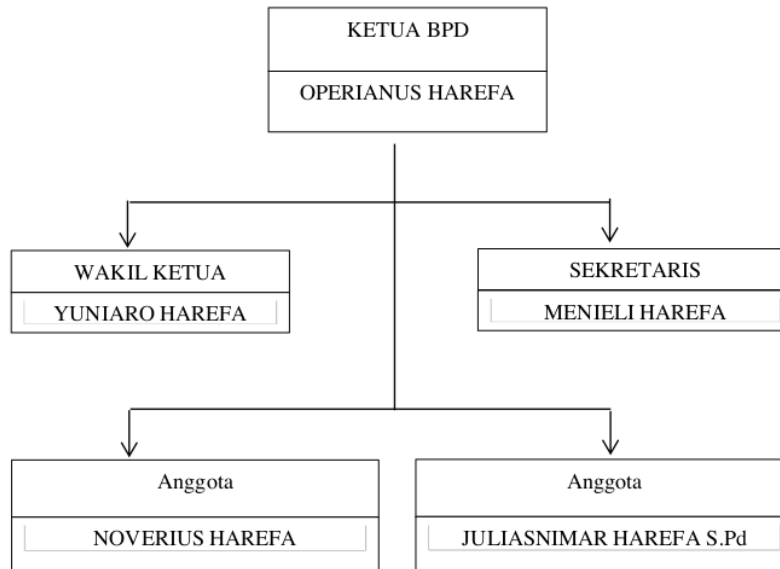 KETUA BPD
OPERIANUS HAREFA
WAKIL KETUA
YUNIARO HAREFA
SEKRETARIS
MENIELI HAREFA
Anggota
NOVERIUS HAREFA
Anggota
JULIASNIMAR HAREFA S.Pd